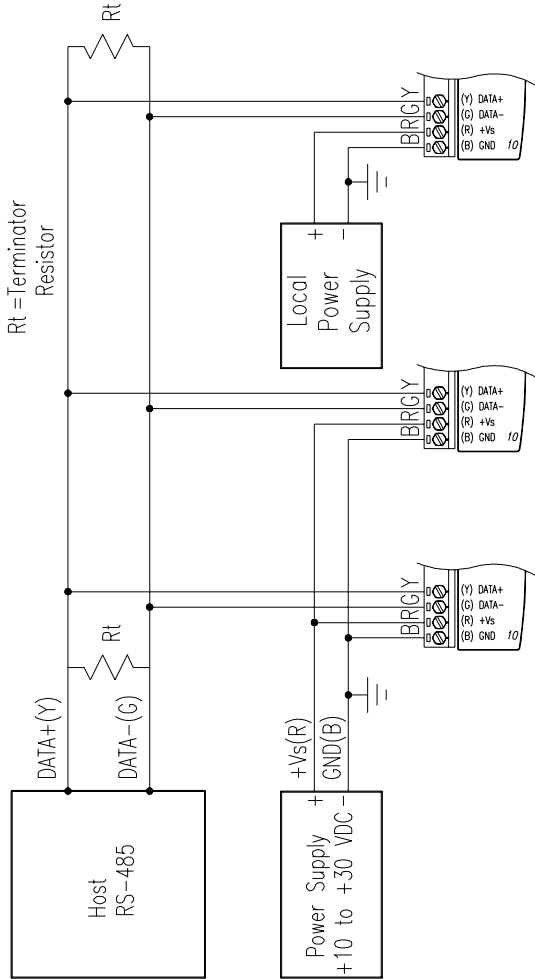 Host
RS-485
DATA+(Y)
DATA-(G)
Rt
Rt =Terminator
Resistor
Rt
Power Supply
+10 to +30 VDC
+
-
+Vs(R)
GND(B)
Local
Power
Supply
+
-
B R G Y
(Y) DATA+
(G) DATA-
(R) +Vs
(B) GND 10
B R G Y
(Y) DATA+
(G) DATA-
(R) +Vs
(B) GND 10
B R G Y
(Y) DATA+
(G) DATA-
(R) +Vs
(B) GND 10